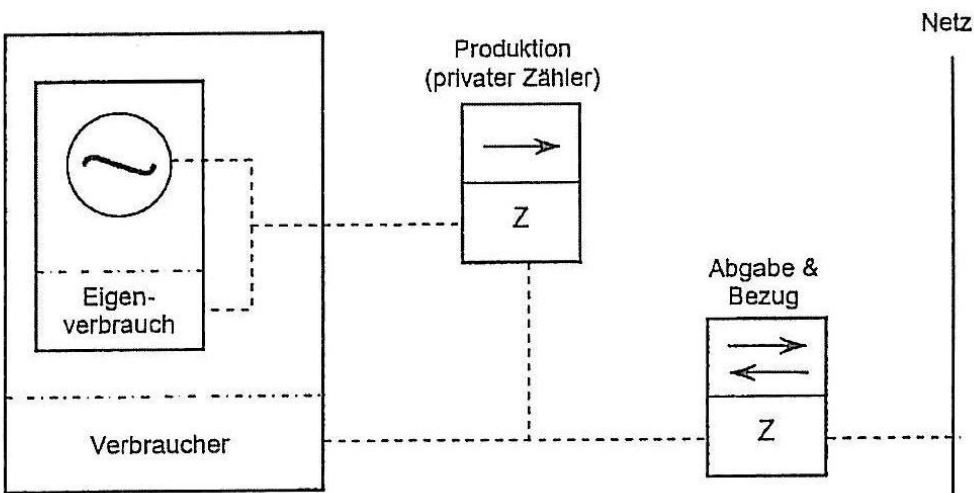 Netz
Produktion
(privater Zähler)
Z
Eigen-
verbrauch
Abgabe &
Bezug
Z
Verbraucher